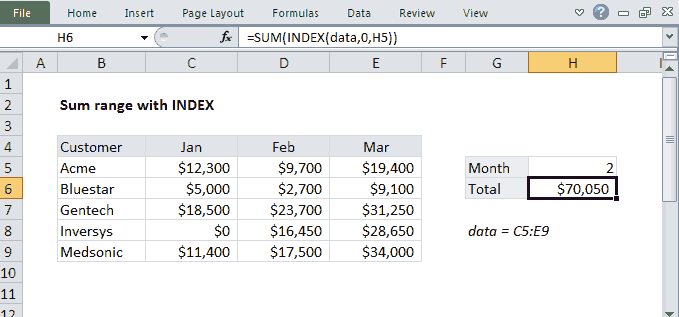 File Home Insert Page Layout Formulas Data Review View
H6 fx =SUM(INDEX(data,0,H5))
A B C D E F G H
1
2 Sum range with INDEX
3
4 Customer Jan Feb Mar
5 Acme $12,300 $9,700 $19,400 Month 2
6 Bluestar $5,000 $2,700 $9,100 Total $70,050
7 Gentech $18,500 $23,700 $31,250
8 Inversys $0 $16,450 $28,650 data = C5:E9
9 Medsonic $11,400 $17,500 $34,000
10
11
12